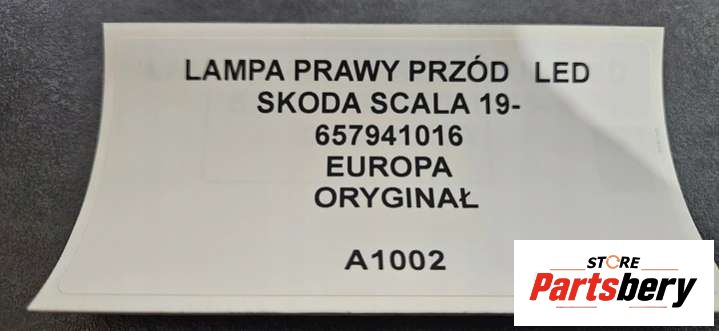 LAMPA PRAWY PRZÓD LED
SKODA SCALA 19-
657941016
EUROPA
ORYGINAŁ
A1002
STORE
Partsbery